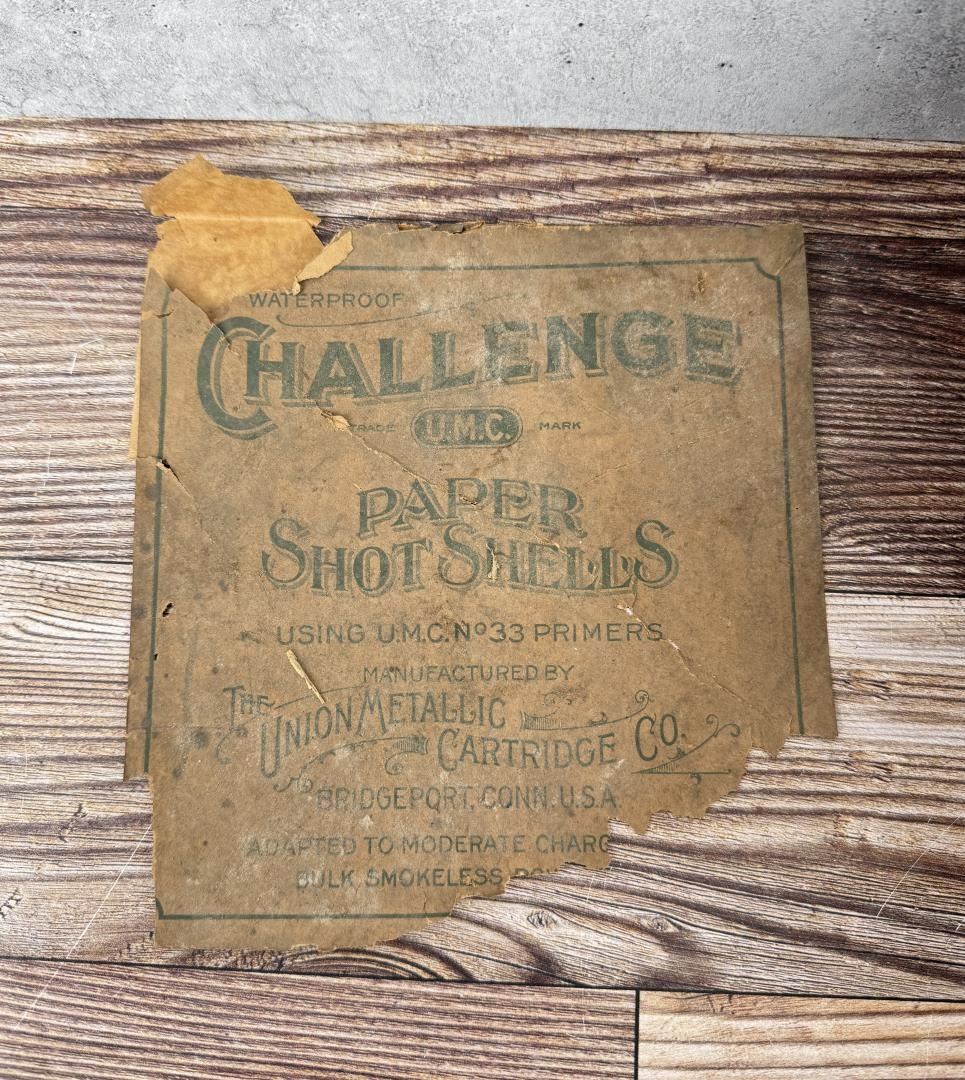 WATERPROOF
CHALLENGE
TRADE U.M.C. MARK
PAPER
SHOT SHELLS
USING U.M.C. Nº 33 PRIMERS
MANUFACTURED BY
THE
UNION METALLIC
CARTRIDGE CO.
BRIDGEPORT, CONN. U.S.A.
ADAPTED TO MODERATE CHARG
BULK SMOKELESS